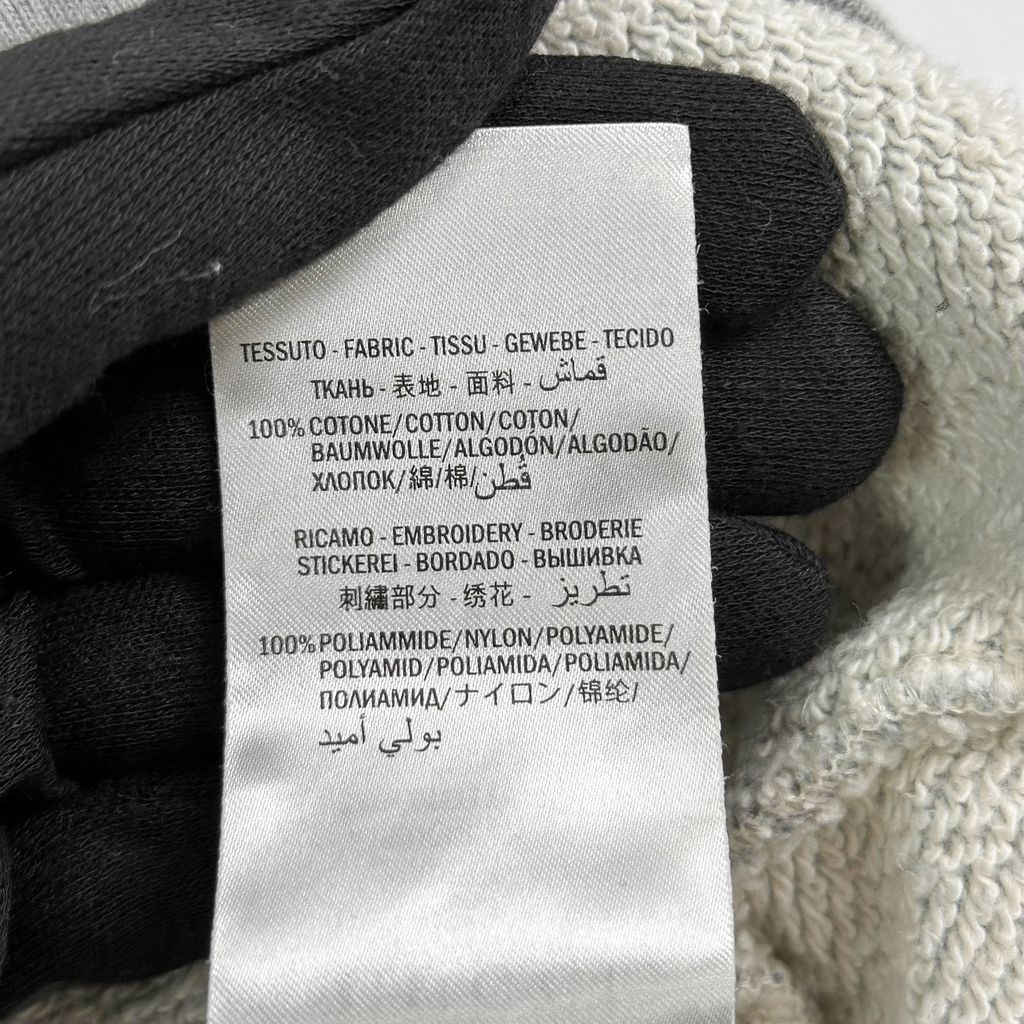 TESSUTO - FABRIC - TISSU - GEWEBE - TECIDO
ТКАНЬ - 表地 - 面料 - قماش
100% COTONE/COTTON/COTON/
BAUMWOLLE/ALGODÓN/ALGODÃO/
ХЛОПОК/綿/棉/قُطن
RICAMO - EMBROIDERY - BRODERIE
STICKEREI - BORDADO - ВЫШИВКА
刺繍部分 - 绣花 - تطريز
100% POLIAMMIDE/NYLON/POLYAMIDE/
POLYAMID/POLIAMIDA/POLIAMIDA/
ПОЛИАМИД/ナイロン/锦纶/
بولي أميد